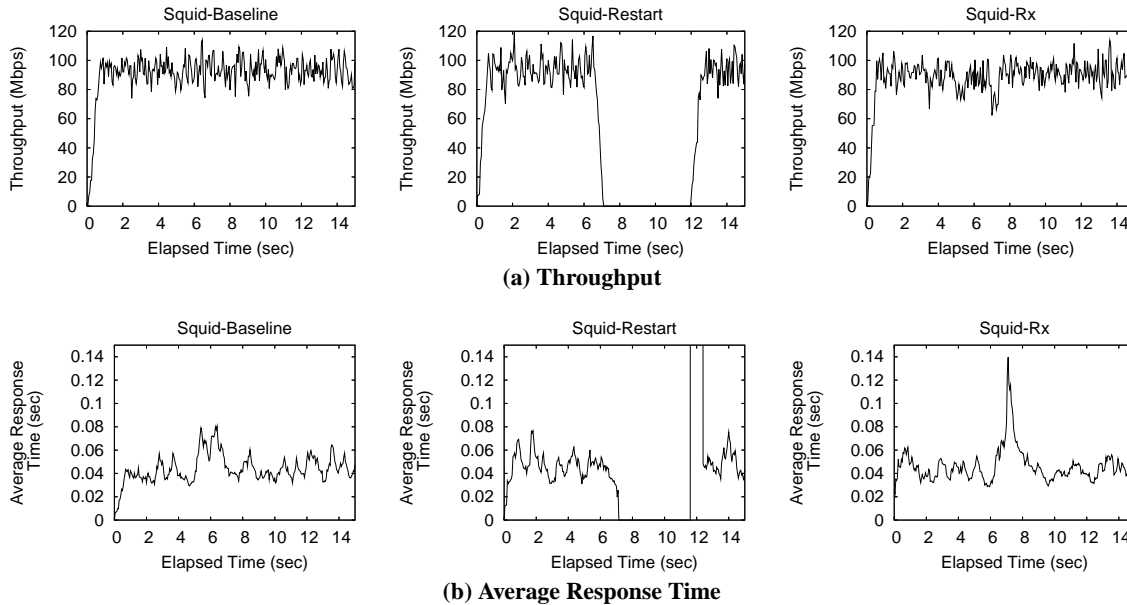 Squid-Baseline
Throughput (Mbps)
120
100
80
60
40
20
0
0 2 4 6 8 10 12 14
Elapsed Time (sec)
Squid-Restart
Throughput (Mbps)
120
100
80
60
40
20
0
0 2 4 6 8 10 12 14
Elapsed Time (sec)
Squid-Rx
Throughput (Mbps)
120
100
80
60
40
20
0
0 2 4 6 8 10 12 14
Elapsed Time (sec)
(a) Throughput
Squid-Baseline
Average Response
Time (sec)
0.14
0.12
0.1
0.08
0.06
0.04
0.02
0
0 2 4 6 8 10 12 14
Elapsed Time (sec)
Squid-Restart
Average Response
Time (sec)
0.14
0.12
0.1
0.08
0.06
0.04
0.02
0
0 2 4 6 8 10 12 14
Elapsed Time (sec)
Squid-Rx
Average Response
Time (sec)
0.14
0.12
0.1
0.08
0.06
0.04
0.02
0
0 2 4 6 8 10 12 14
Elapsed Time (sec)
(b) Average Response Time